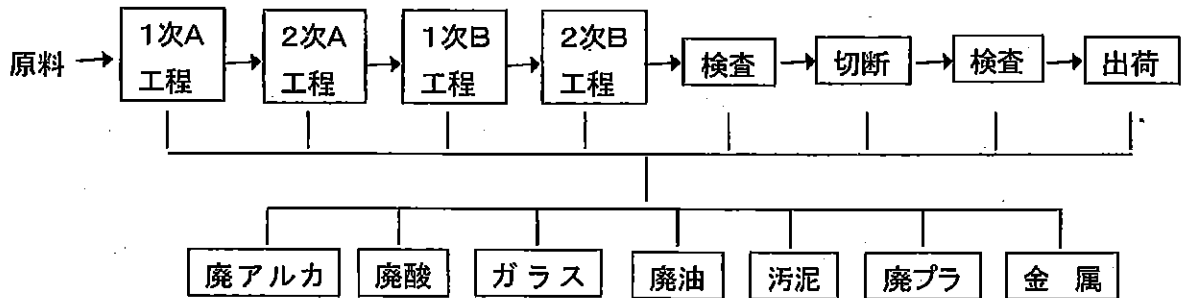 原料 → 1次A工程 → 2次A工程 → 1次B工程 → 2次B工程 → 検査 → 切断 → 検査 → 出荷
廃アルカ 廃酸 ガラス 廃油 汚泥 廃プラ 金属